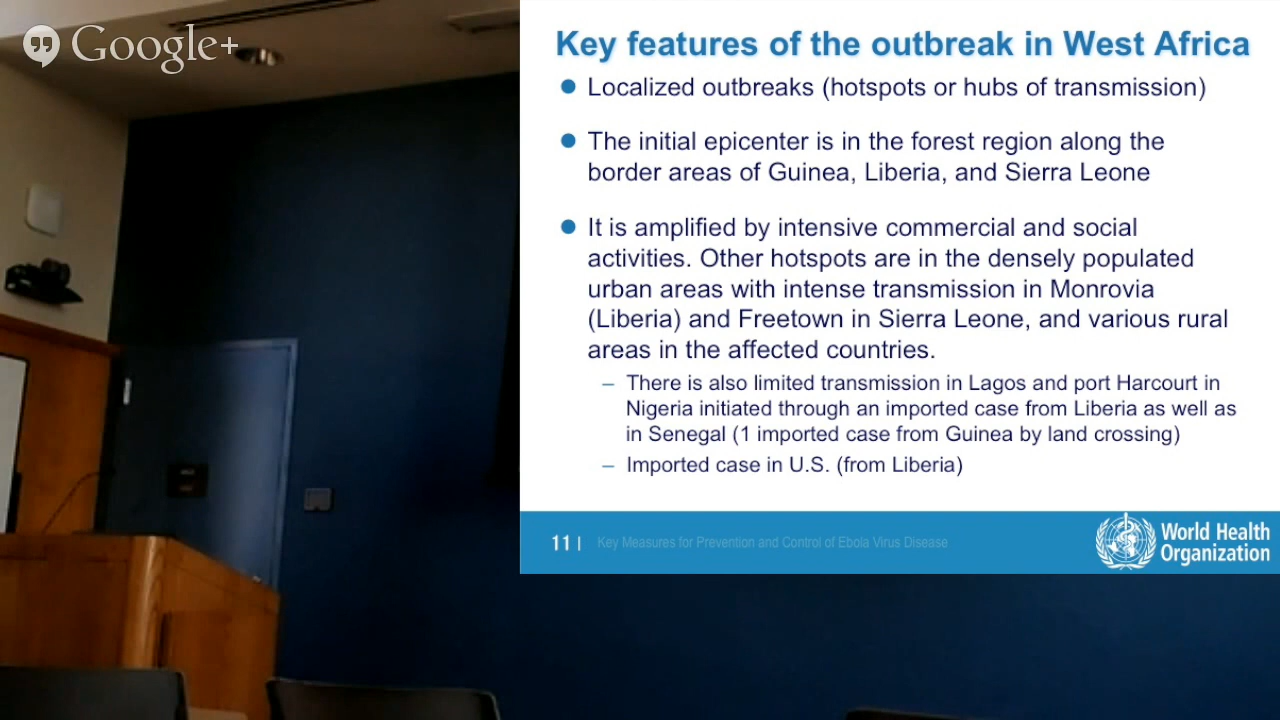 Google+
Key features of the outbreak in West Africa
Localized outbreaks (hotspots or hubs of transmission)
The initial epicenter is in the forest region along the
border areas of Guinea, Liberia, and Sierra Leone
It is amplified by intensive commercial and social
activities. Other hotspots are in the densely populated
urban areas with intense transmission in Monrovia
(Liberia) and Freetown in Sierra Leone, and various rural
areas in the affected countries.
– There is also limited transmission in Lagos and port Harcourt in
Nigeria initiated through an imported case from Liberia as well as
in Senegal (1 imported case from Guinea by land crossing)
– Imported case in U.S. (from Liberia)
11 | Key Measures for Prevention and Control of Ebola Virus Disease
World Health
Organization